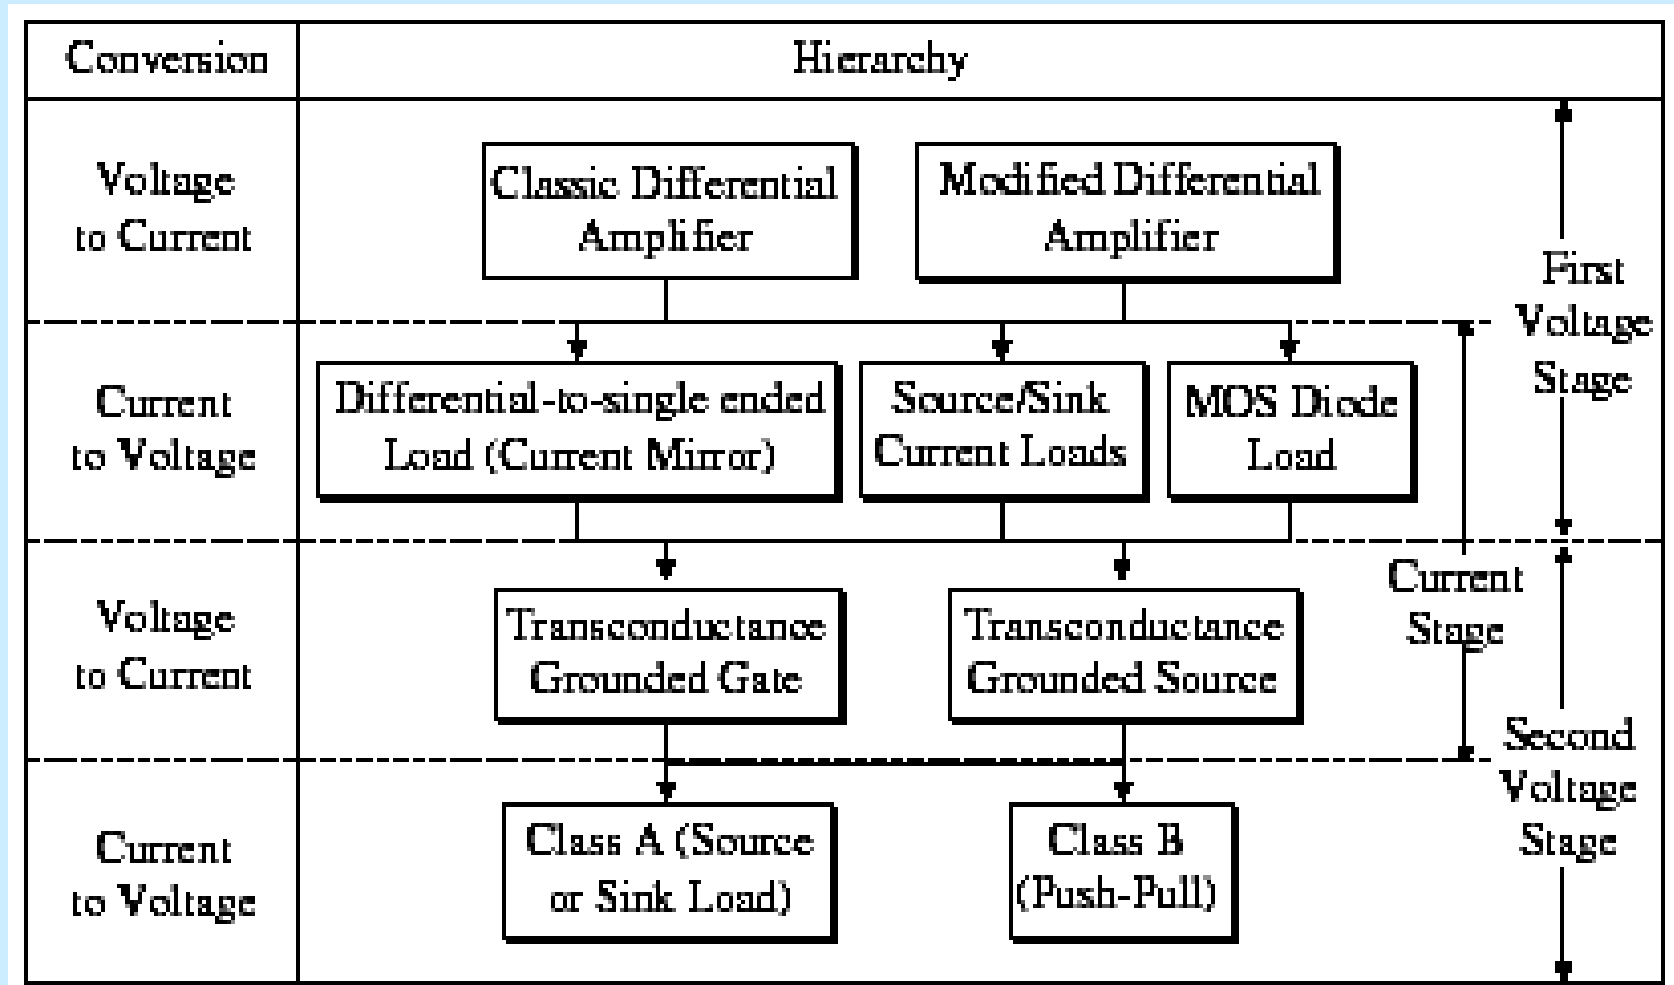 Conversion
Hierarchy
Voltage
to Current
Classic Differential
Amplifier
Modified Differential
Amplifier
First
Voltage
Stage
Current
to Voltage
Differential-to-single ended
Load (Current Mirror)
Source/Sink
Current Loads
MOS Diode
Load
Current
Stage
Voltage
to Current
Transconductance
Grounded Gate
Transconductance
Grounded Source
Second
Voltage
Stage
Current
to Voltage
Class A (Source
or Sink Load)
Class B
(Push-Pull)